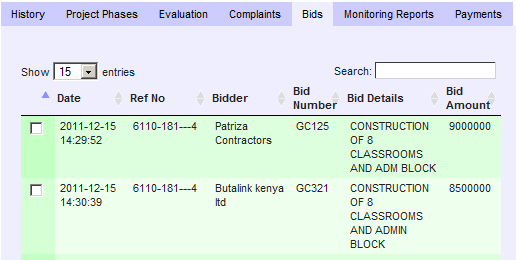 History Project Phases Evaluation Complaints Bids Monitoring Reports Payments
Show 15 entries Search:
Date Ref No Bidder Bid Number Bid Details Bid Amount
2011-12-15 6110-181---4 Patriza GC125 CONSTRUCTION 9000000
14:29:52 Contractors OF 8
CLASSROOMS
AND ADM BLOCK
2011-12-15 6110-181---4 Butalink kenya GC321 CONSTRUCTION 8500000
14:30:39 ltd OF 8
CLASSROOMS
AND ADMIN
BLOCK